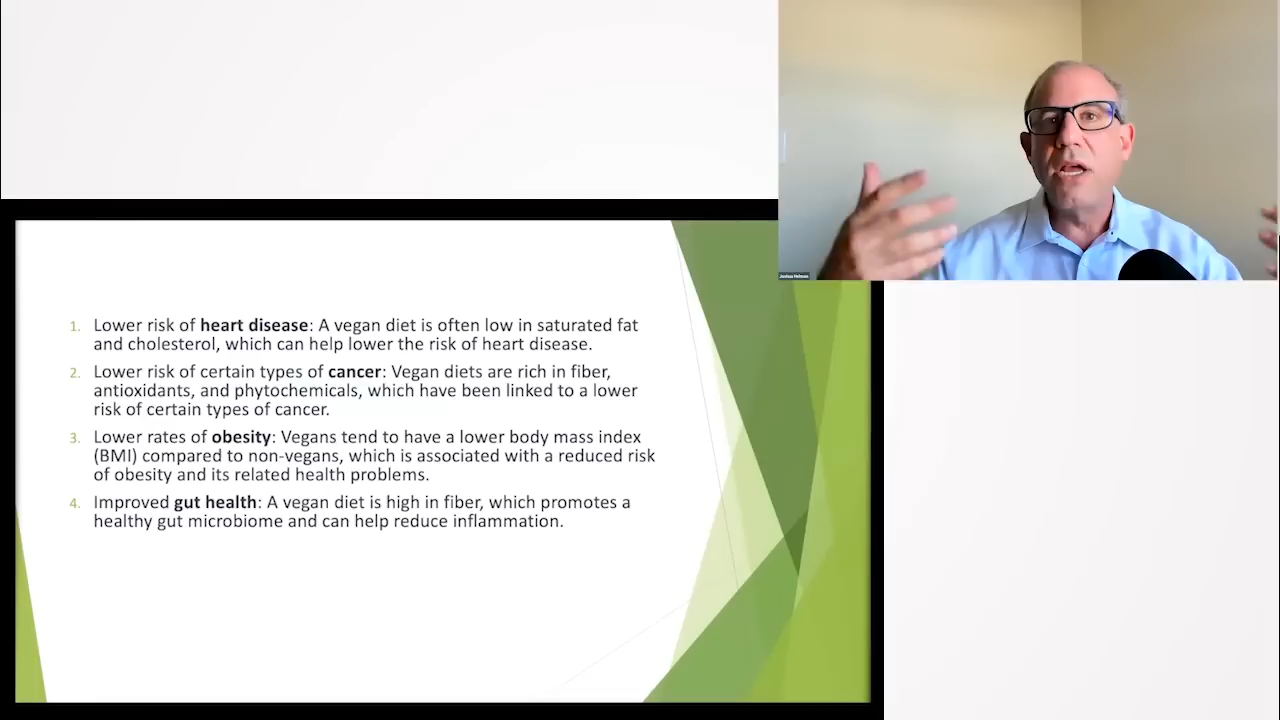 Joshua Helman
1. Lower risk of heart disease: A vegan diet is often low in saturated fat
and cholesterol, which can help lower the risk of heart disease.
2. Lower risk of certain types of cancer: Vegan diets are rich in fiber,
antioxidants, and phytochemicals, which have been linked to a lower
risk of certain types of cancer.
3. Lower rates of obesity: Vegans tend to have a lower body mass index
(BMI) compared to non-vegans, which is associated with a reduced risk
of obesity and its related health problems.
4. Improved gut health: A vegan diet is high in fiber, which promotes a
healthy gut microbiome and can help reduce inflammation.